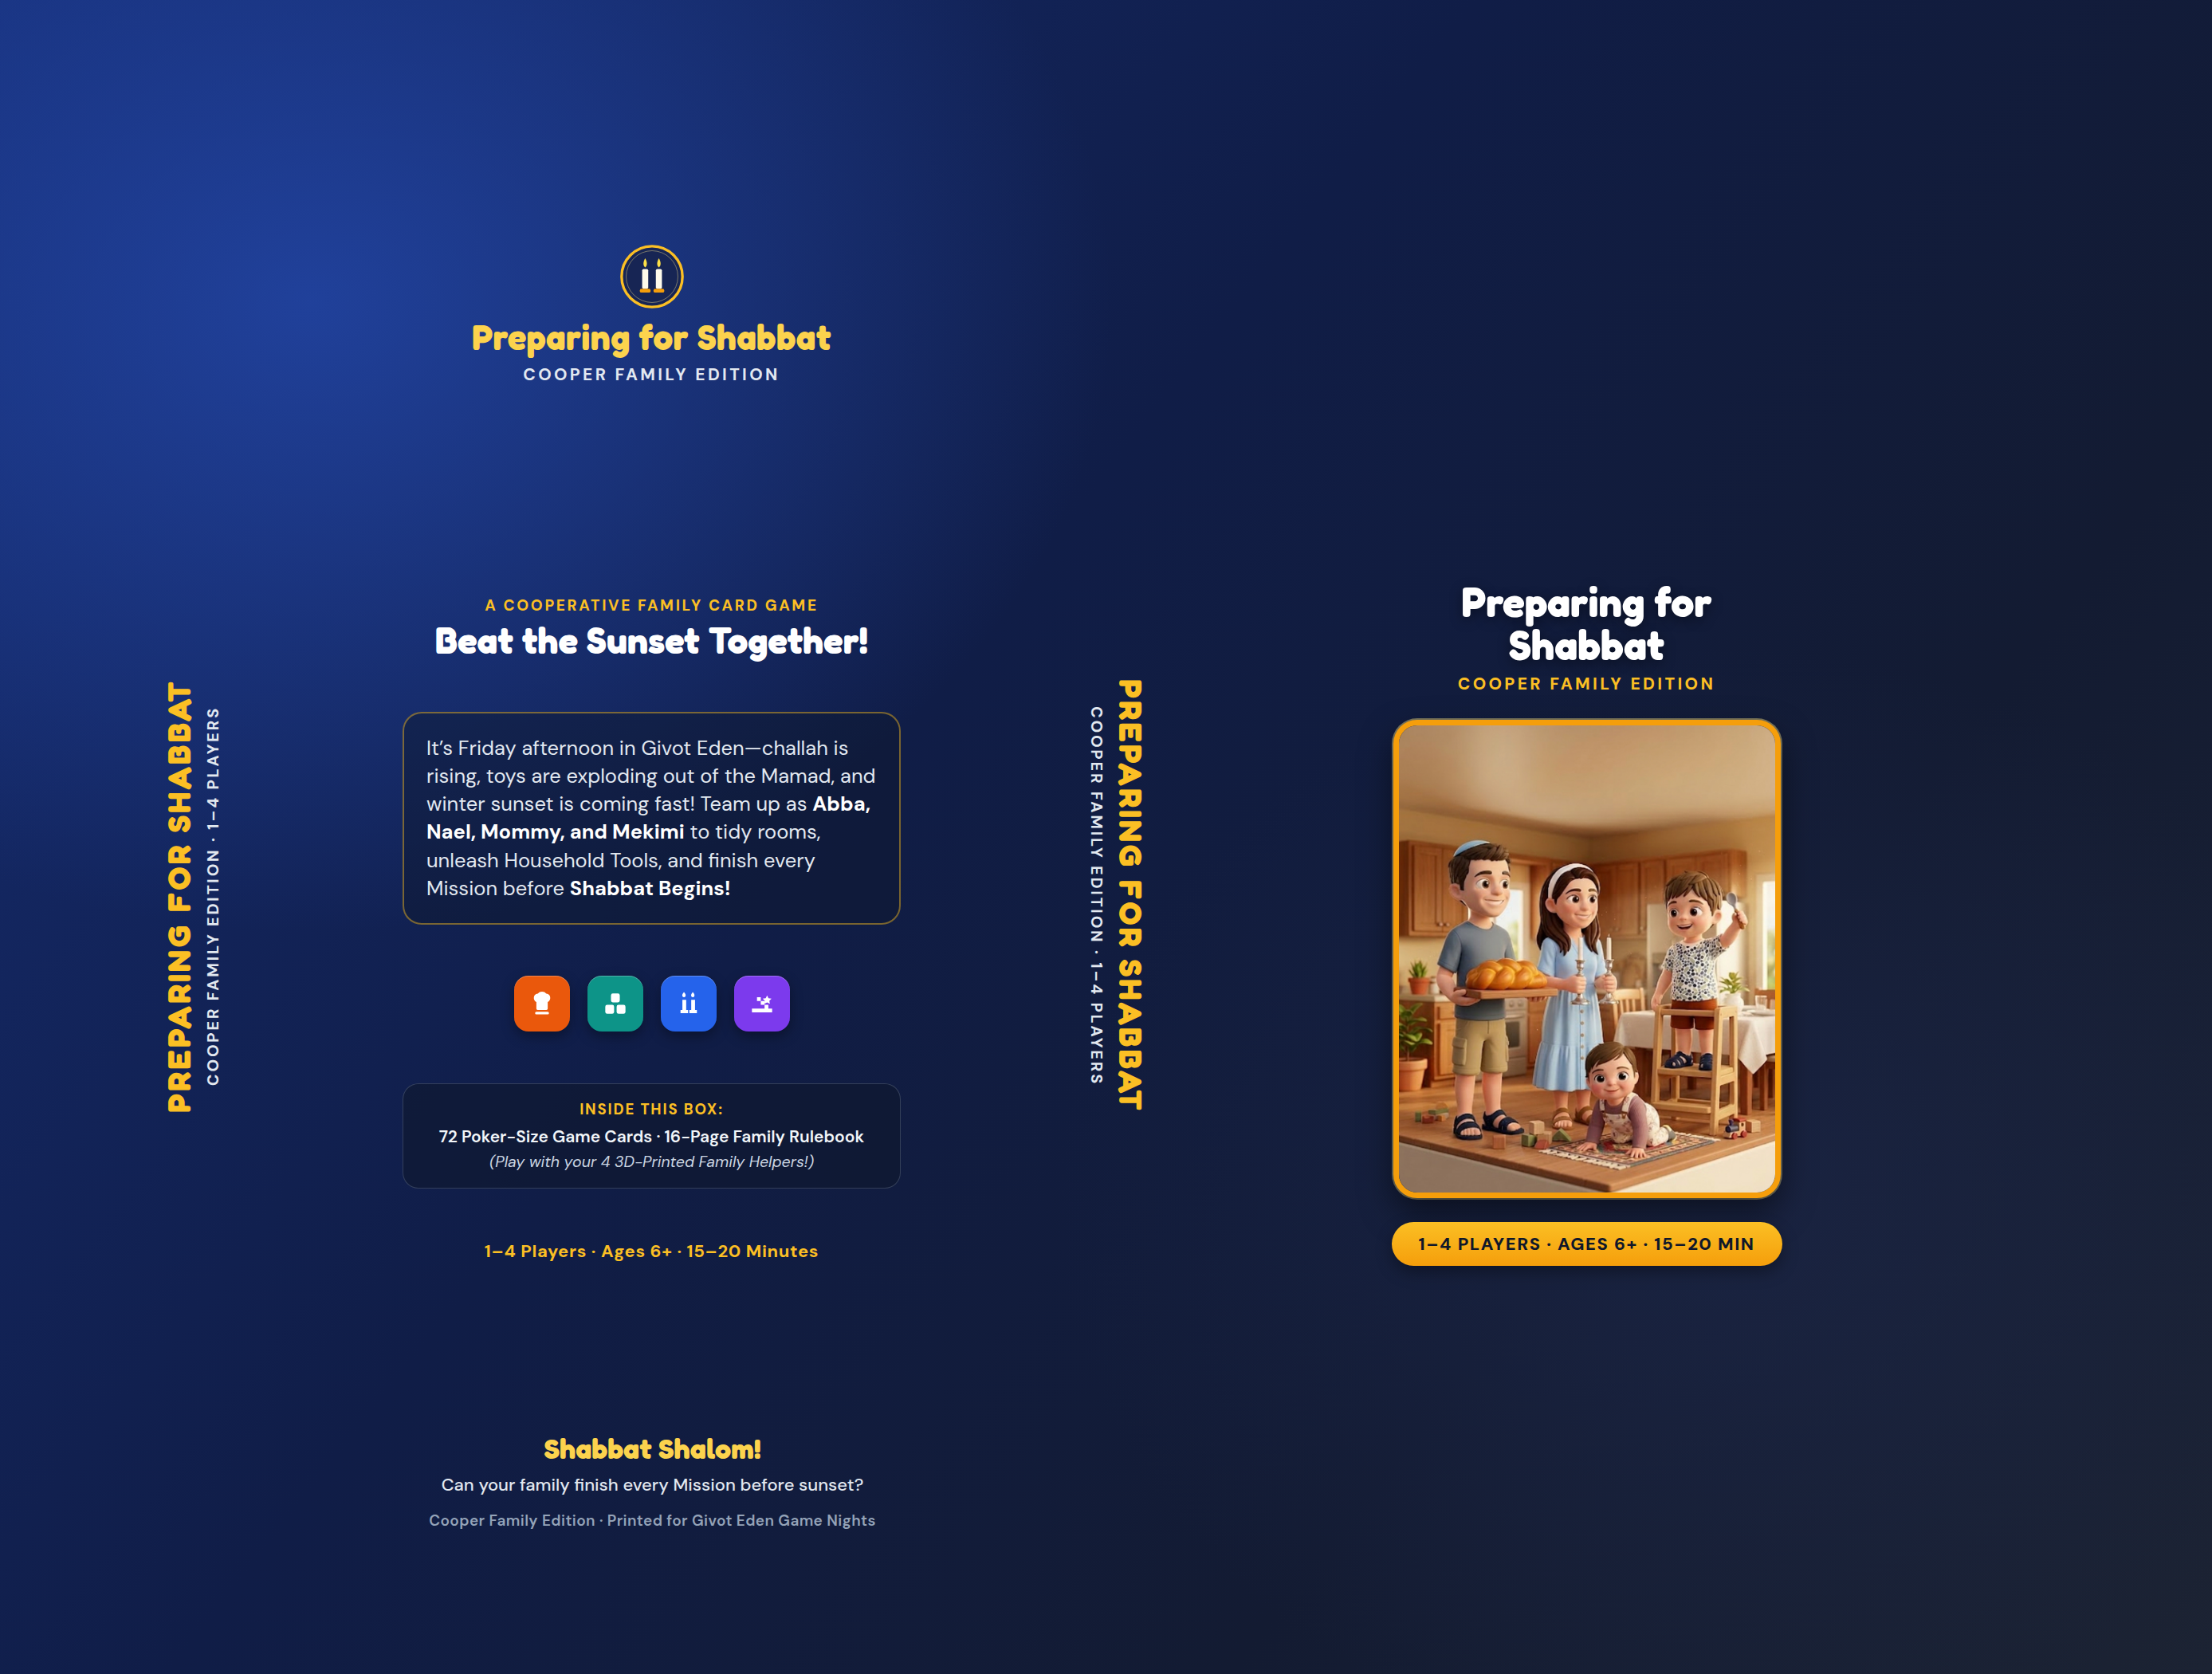 Preparing for Shabbat
COOPER FAMILY EDITION
A COOPERATIVE FAMILY CARD GAME
Beat the Sunset Together!
It’s Friday afternoon in Givot Eden—challah is
rising, toys are exploding out of the Mamad, and
winter sunset is coming fast! Team up as Abba,
Nael, Mommy, and Mekimi to tidy rooms,
unleash Household Tools, and finish every
Mission before Shabbat Begins!
INSIDE THIS BOX:
72 Poker-Size Game Cards · 16-Page Family Rulebook
(Play with your 4 3D-Printed Family Helpers!)
1–4 Players · Ages 6+ · 15–20 Minutes
Shabbat Shalom!
Can your family finish every Mission before sunset?
Cooper Family Edition · Printed for Givot Eden Game Nights
PREPARING FOR SHABBAT
COOPER FAMILY EDITION · 1–4 PLAYERS
PREPARING FOR SHABBAT
COOPER FAMILY EDITION · 1–4 PLAYERS
Preparing for
Shabbat
COOPER FAMILY EDITION
1–4 PLAYERS · AGES 6+ · 15–20 MIN